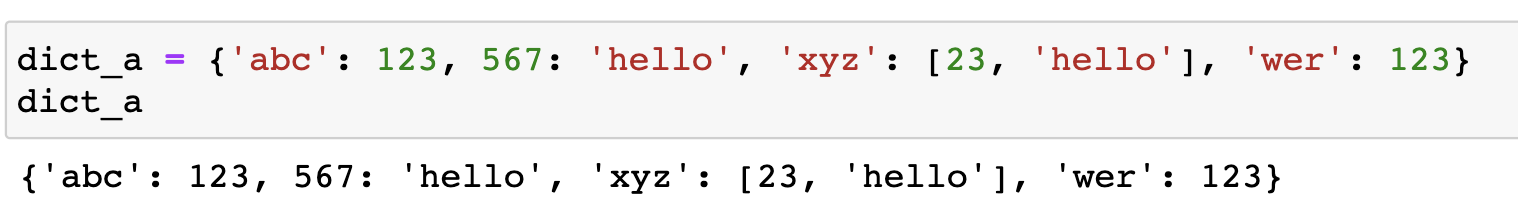 dict_a = {'abc': 123, 567: 'hello', 'xyz': [23, 'hello'], 'wer': 123}
dict_a
{'abc': 123, 567: 'hello', 'xyz': [23, 'hello'], 'wer': 123}